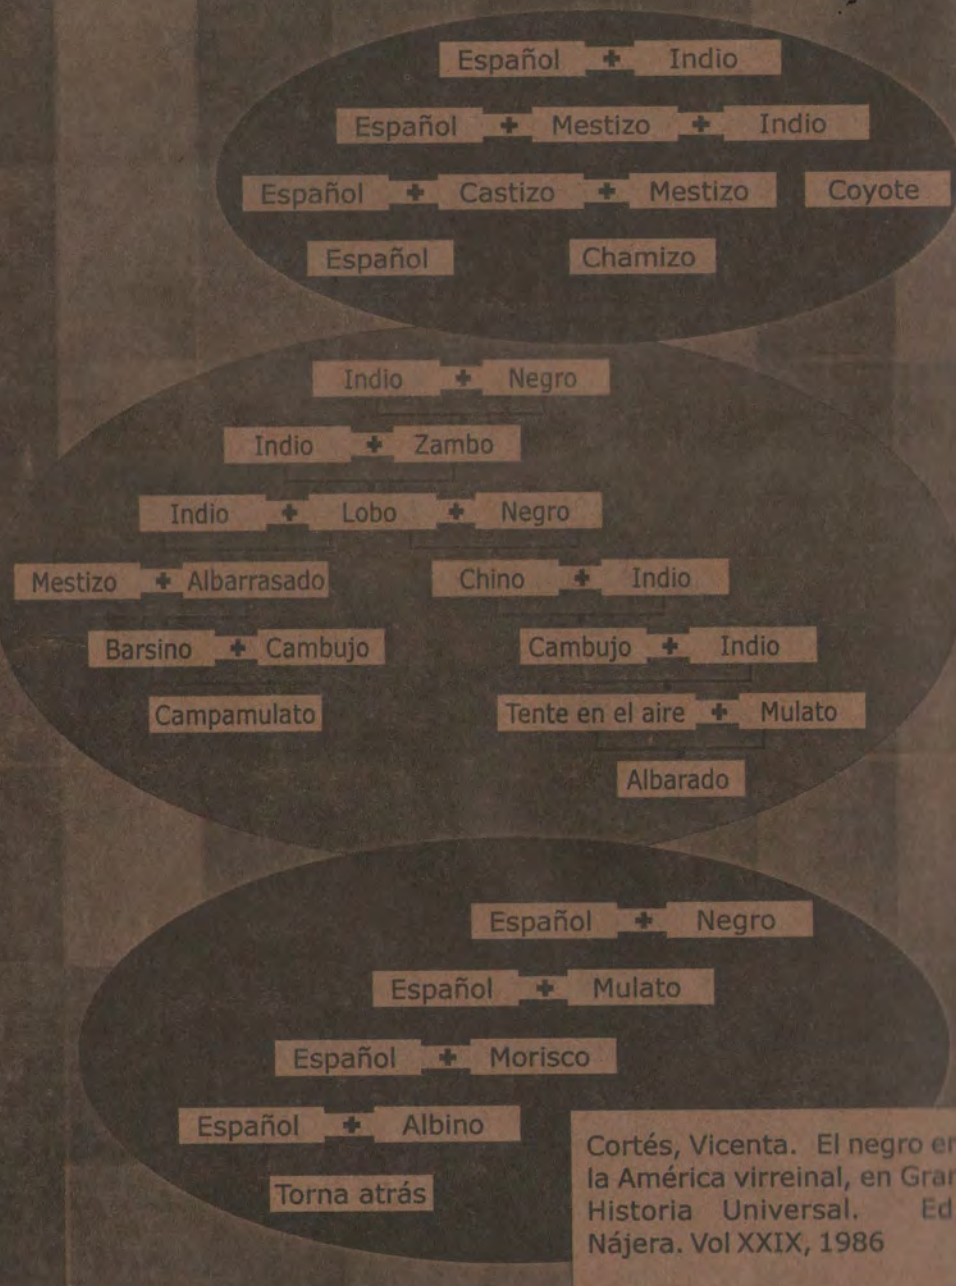 Español + Indio
Español + Mestizo + Indio
Español + Castizo + Mestizo Coyote
Español Chamizo
Indio + Negro
Indio + Zambo
Indio + Lobo + Negro
Mestizo + Albarrasado Chino + Indio
Barsino + Cambujo Cambujo + Indio
Campamulato Tente en el aire + Mulato
Albarado
Español + Negro
Español + Mulato
Español + Morisco
Español + Albino
Torna atrás
Cortés, Vicenta. El negro en
la América virreinal, en Gran
Historia Universal. Ed
Nájera. Vol XXIX, 1986